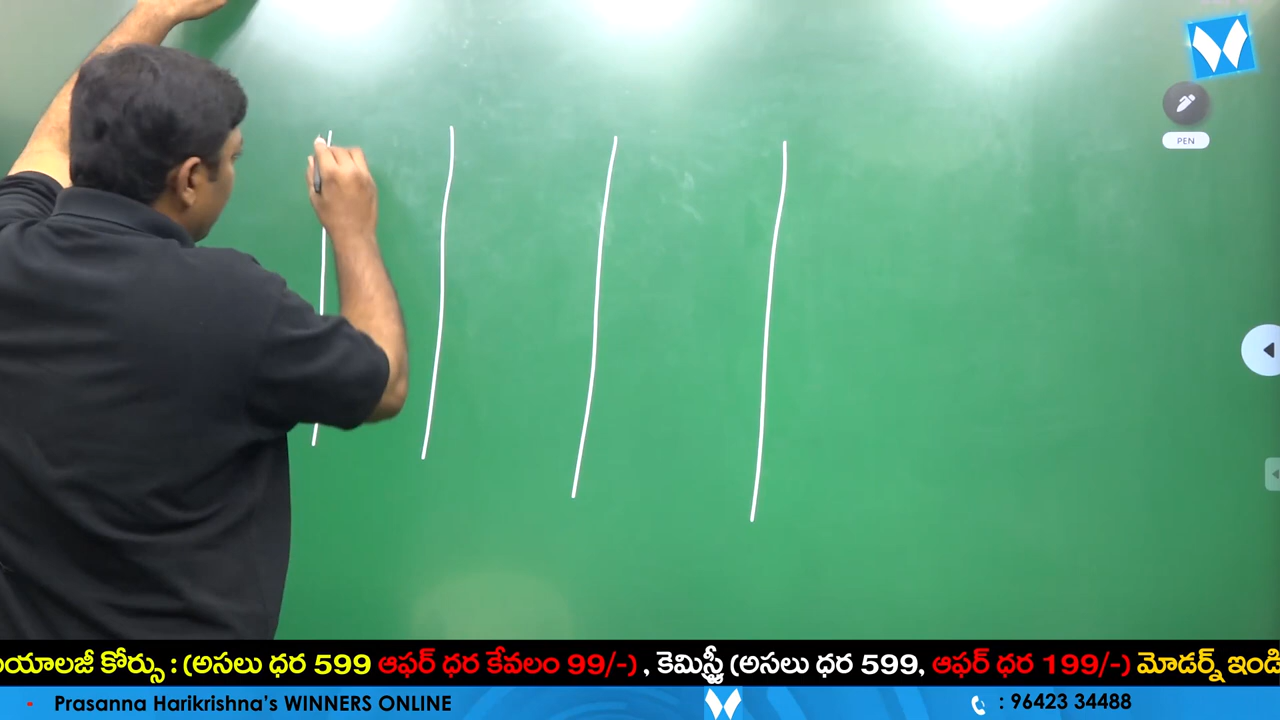 PEN
కోర్సు : (అసలు ధర 599 ఆఫర్ ధర కేవలం 99/-) , కెమిస్ట్రీ (అసలు ధర 599, ఆఫర్ ధర 199/-) మోడర్న్
- Prasanna Harikrishna's WINNERS ONLINE : 96423 34488